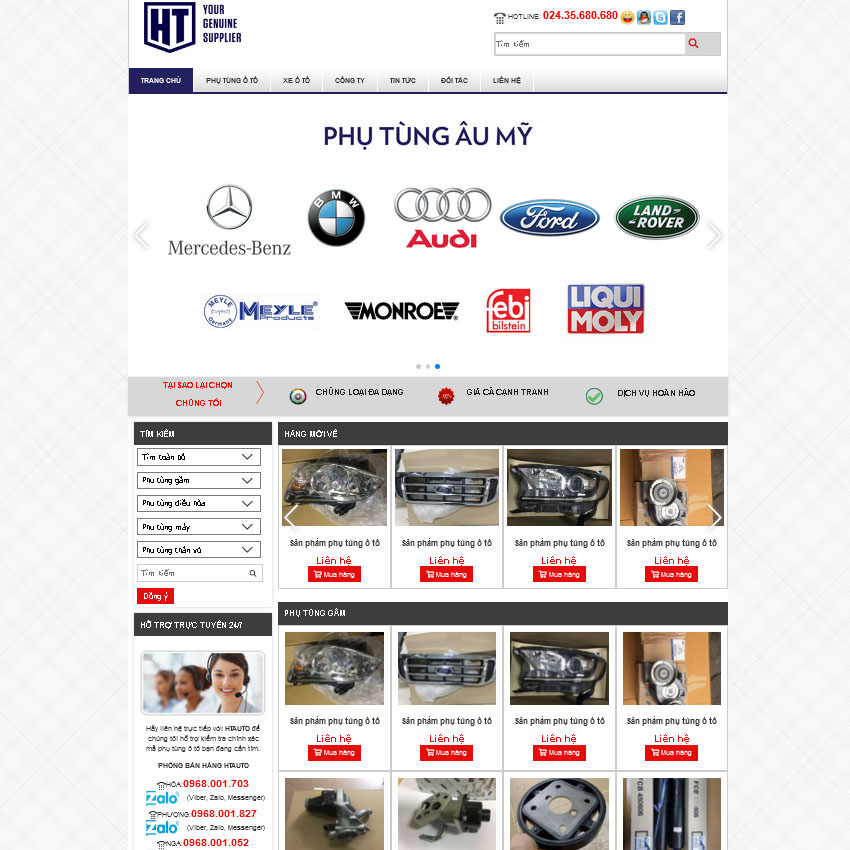 HT
YOUR
GENUINE
SUPPLIER
HOTLINE: 024.35.680.680
Tìm kiếm
TRANG CHỦ
PHỤ TÙNG Ô TÔ
XE Ô TÔ
CÔNG TY
TIN TỨC
ĐỐI TÁC
LIÊN HỆ
PHỤ TÙNG ÂU MỸ
Mercedes-Benz
BMW
Audi
Ford
LAND-ROVER
MEYLE
Germany
MEYLE
Products
MONROE
febi
bilstein
LIQUI
MOLY
TẠI SAO LẠI CHỌN
CHÚNG TÔI
CHỦNG LOẠI ĐA DẠNG
GIÁ CẢ CẠNH TRANH
DỊCH VỤ HOÀN HẢO
TÌM KIẾM
Tìm toàn bộ
Phụ tùng gầm
Phụ tùng điều hòa
Phụ tùng máy
Phụ tùng thân vỏ
Tìm kiếm
Đồng ý
HÀNG MỚI VỀ
Sản phẩm phụ tùng ô tô
Liên hệ
Mua hàng
Sản phẩm phụ tùng ô tô
Liên hệ
Mua hàng
Sản phẩm phụ tùng ô tô
Liên hệ
Mua hàng
Sản phẩm phụ tùng ô tô
Liên hệ
Mua hàng
HỖ TRỢ TRỰC TUYẾN 24/7
Hãy liên hệ trực tiếp với HTAUTO để
chúng tôi hỗ trợ kiểm tra chính xác
mã phụ tùng ô tô bạn đang cần tìm.
PHÒNG BÁN HÀNG HTAUTO
HÒA: 0968.001.703
Zalo (Viber, Zalo, Messenger)
PHƯỢNG: 0968.001.827
Zalo (Viber, Zalo, Messenger)
NGA: 0968.001.052
PHỤ TÙNG GẦM
Sản phẩm phụ tùng ô tô
Liên hệ
Mua hàng
Sản phẩm phụ tùng ô tô
Liên hệ
Mua hàng
Sản phẩm phụ tùng ô tô
Liên hệ
Mua hàng
Sản phẩm phụ tùng ô tô
Liên hệ
Mua hàng